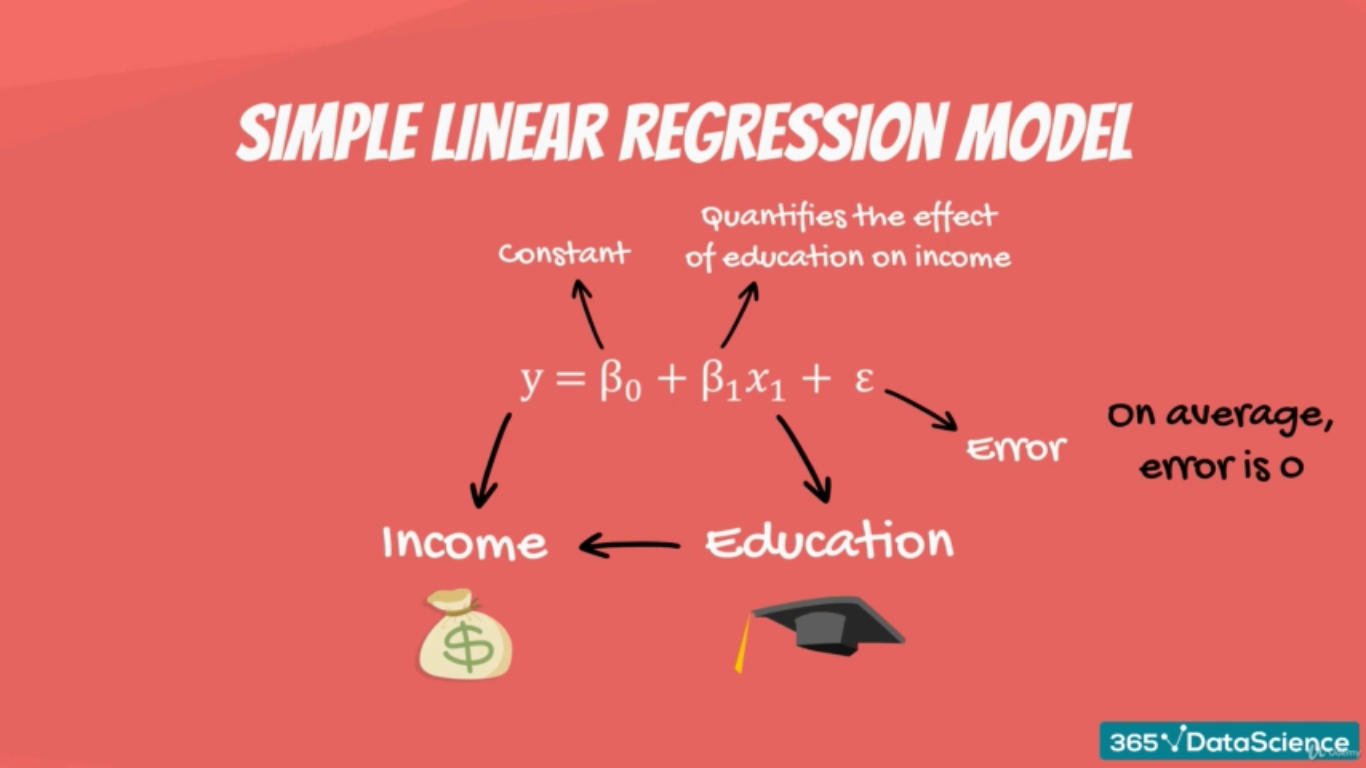 SIMPLE LINEAR REGRESSION MODEL
Quantifies the effect
of education on income
Constant
y = β₀ + β₁x₁ + ε
Error
On average,
error is 0
Income
Education
$
365 DataScience
Udemy